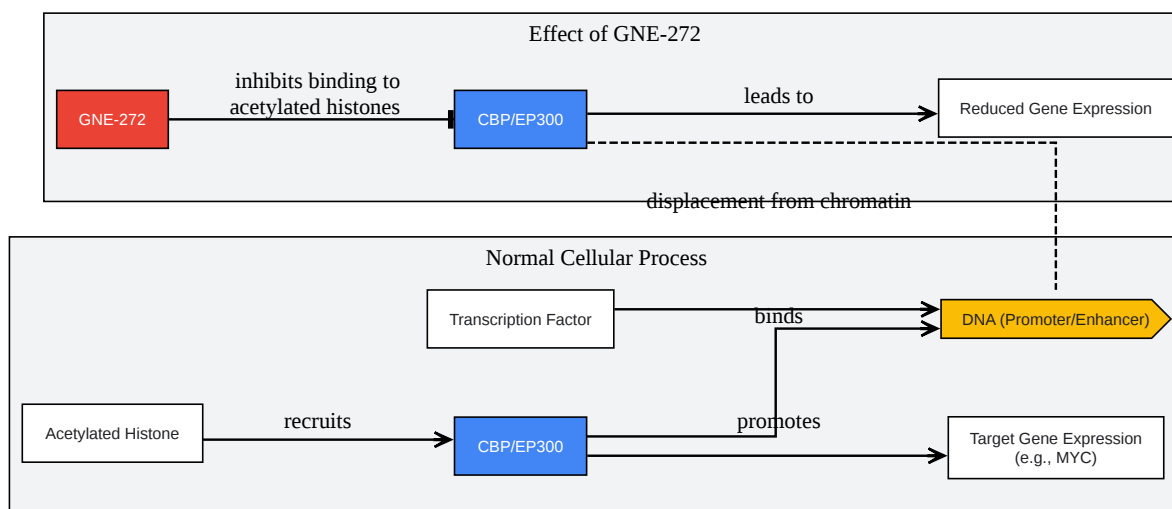 Effect of GNE-272
inhibits binding to
acetylated histones
GNE-272
CBP/EP300
leads to
Reduced Gene Expression
displacement from chromatin
Normal Cellular Process
Transcription Factor
binds
DNA (Promoter/Enhancer)
Acetylated Histone
recruits
CBP/EP300
promotes
Target Gene Expression
(e.g., MYC)